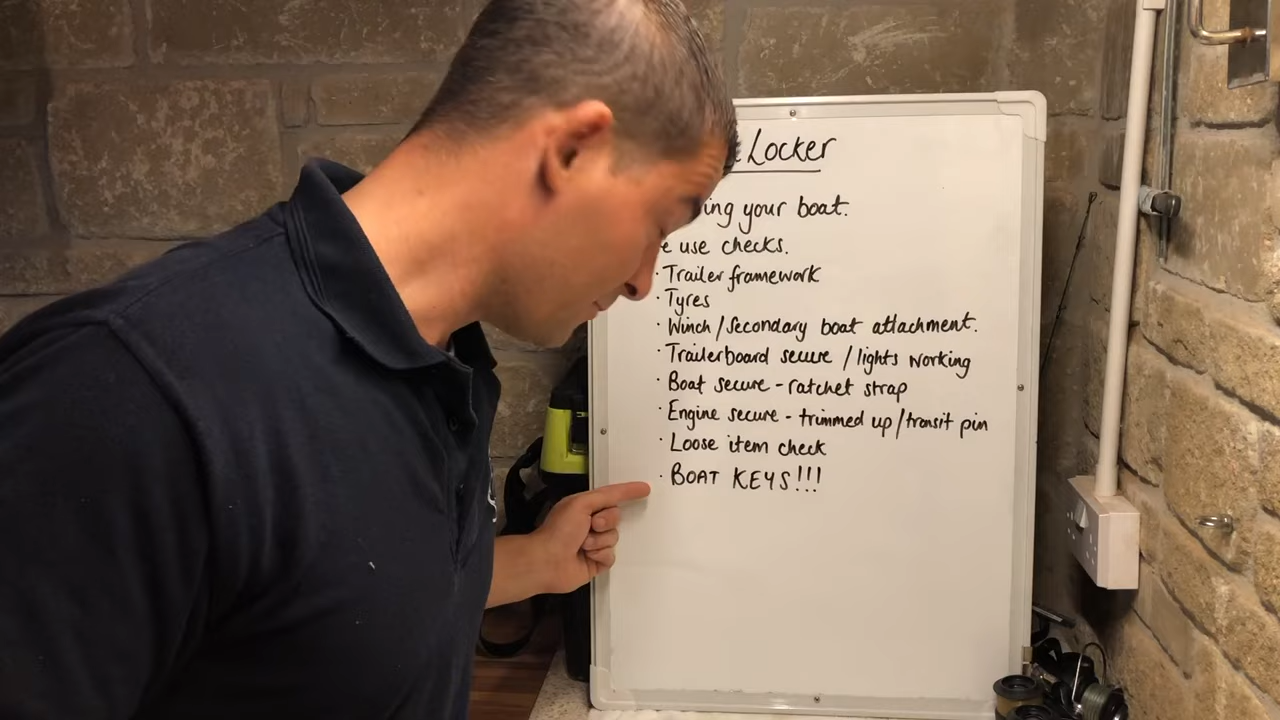 Locker
your boat.
use checks.
· Trailer framework
· Tyres
· Winch/Secondary boat attachment.
· Trailerboard secure / lights working
· Boat secure - ratchet strap
· Engine secure - trimmed up/transit pin
· Loose item check
· BOAT KEYS!!!